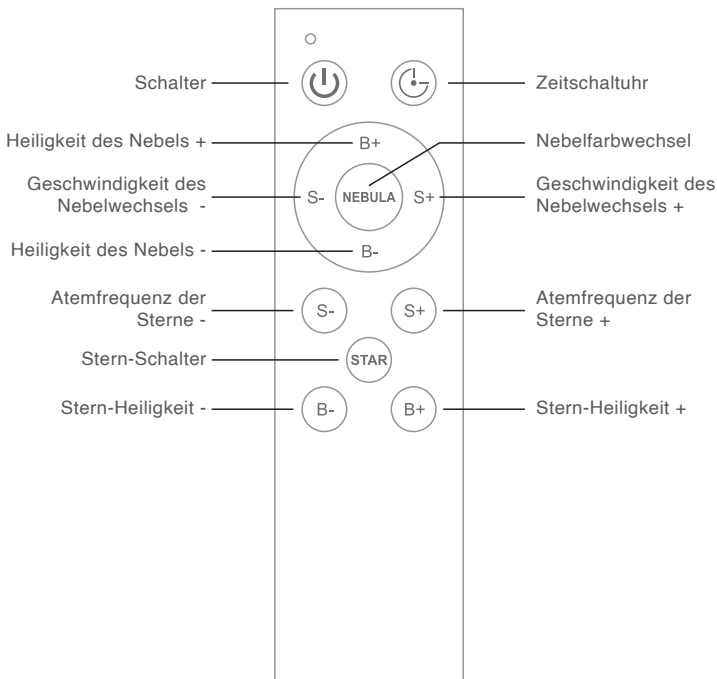 Schalter
Zeitschaltuhr
Heiligkeit des Nebels +
B+
Nebelfarbwechsel
Geschwindigkeit des
Nebelwechsels -
S-
NEBULA
S+
Geschwindigkeit des
Nebelwechsels +
Heiligkeit des Nebels -
B-
Atemfrequenz der
Sterne -
S-
S+
Atemfrequenz der
Sterne +
Stern-Schalter
STAR
Stern-Heiligkeit -
B-
B+
Stern-Heiligkeit +